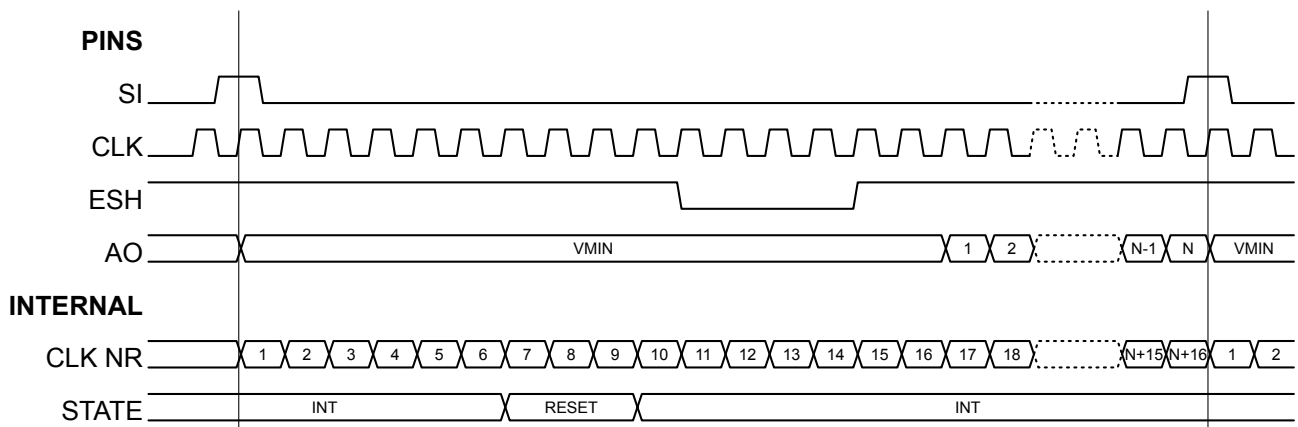 PINS
SI
CLK
ESH
AO VMIN 1 2 N-1 N VMIN
INTERNAL
CLK NR 1 2 3 4 5 6 7 8 9 10 11 12 13 14 15 16 17 18 N+15 N+16 1 2
STATE INT RESET INT